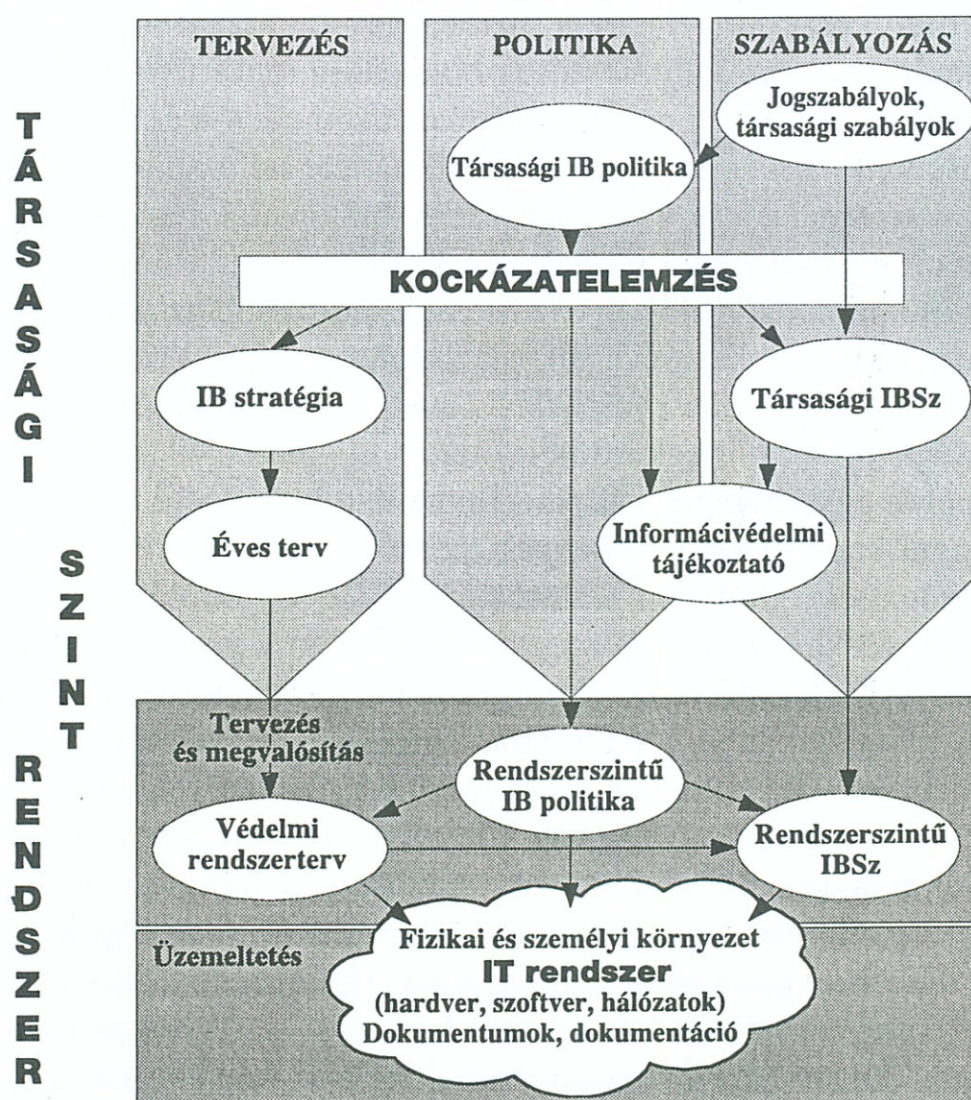 TERVEZÉS
POLITIKA
SZABÁLYOZÁS
Jogszabályok,
társasági szabályok
Társasági IB politika
KOCKÁZATELEMZÉS
IB stratégia
Társasági IBSz
Éves terv
Információvédelmi
tájékoztató
Tervezés
és megvalósítás
Rendszerszintű
IB politika
Védelmi
rendszerterv
Rendszerszintű
IBSz
Üzemeltetés
Fizikai és személyi környezet
IT rendszer
(hardver, szoftver, hálózatok)
Dokumentumok, dokumentáció
TÁRSASÁGI
SZINT
RENDSZER